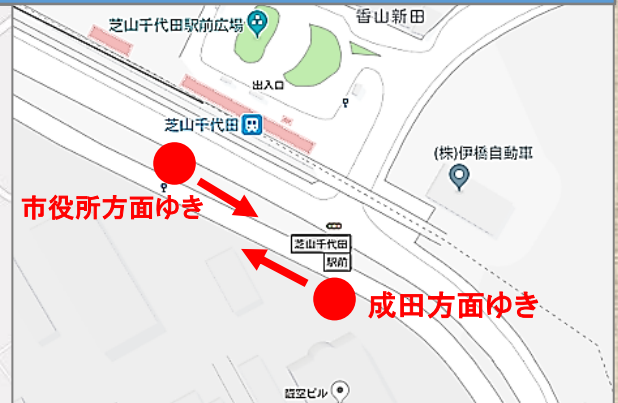 芝山千代田駅前広場
香山新田
出入口
芝山千代田
(株)伊橋自動車
市役所方面ゆき
芝山千代田
駅前
成田方面ゆき
臨空ビル